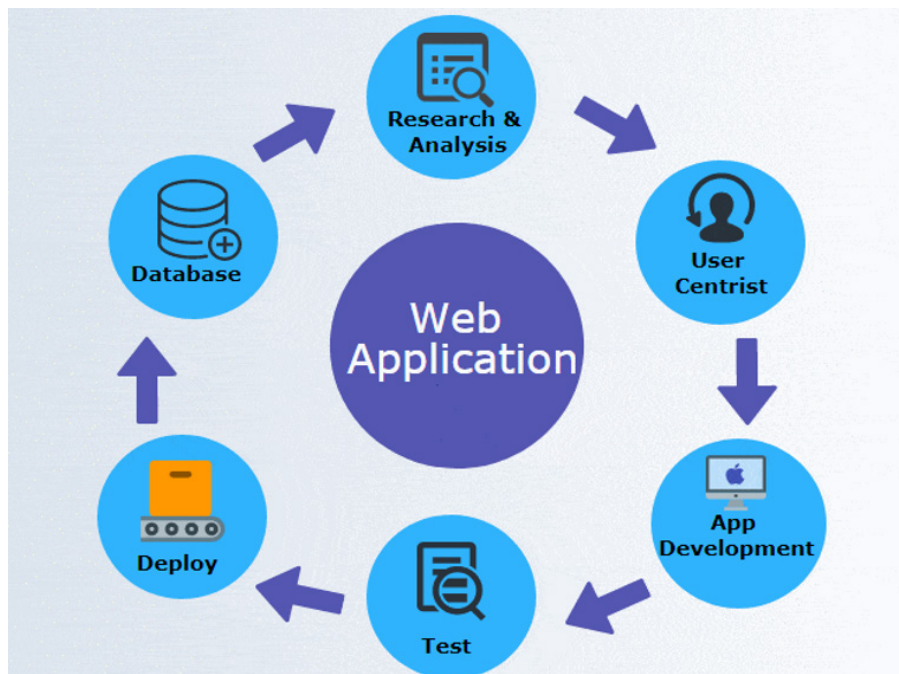 Research &
Analysis
User
Centrist
App
Development
Test
Deploy
Database
Web
Application